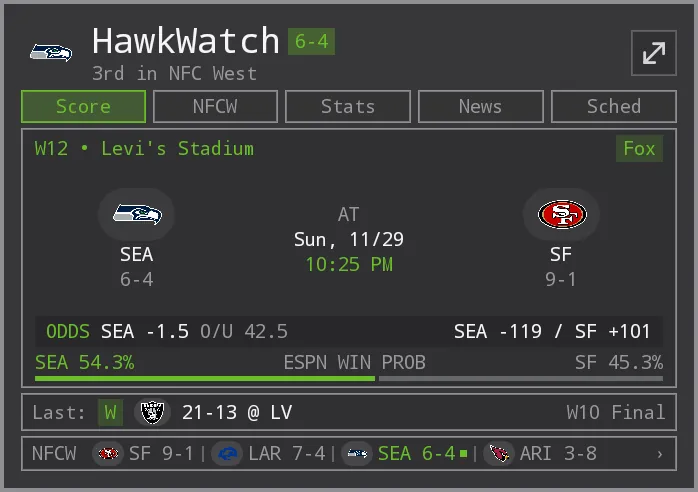 HawkWatch 6-4
3rd in NFC West
Score NFCW Stats News Sched
W12 • Levi's Stadium Fox
AT
Sun, 11/29
10:25 PM
SEA
6-4
SF
9-1
ODDS SEA -1.5 O/U 42.5 SEA -119 / SF +101
SEA 54.3% ESPN WIN PROB SF 45.3%
Last: W 21-13 @ LV W10 Final
NFCW SF 9-1 | LAR 7-4 | SEA 6-4 | ARI 3-8 ›